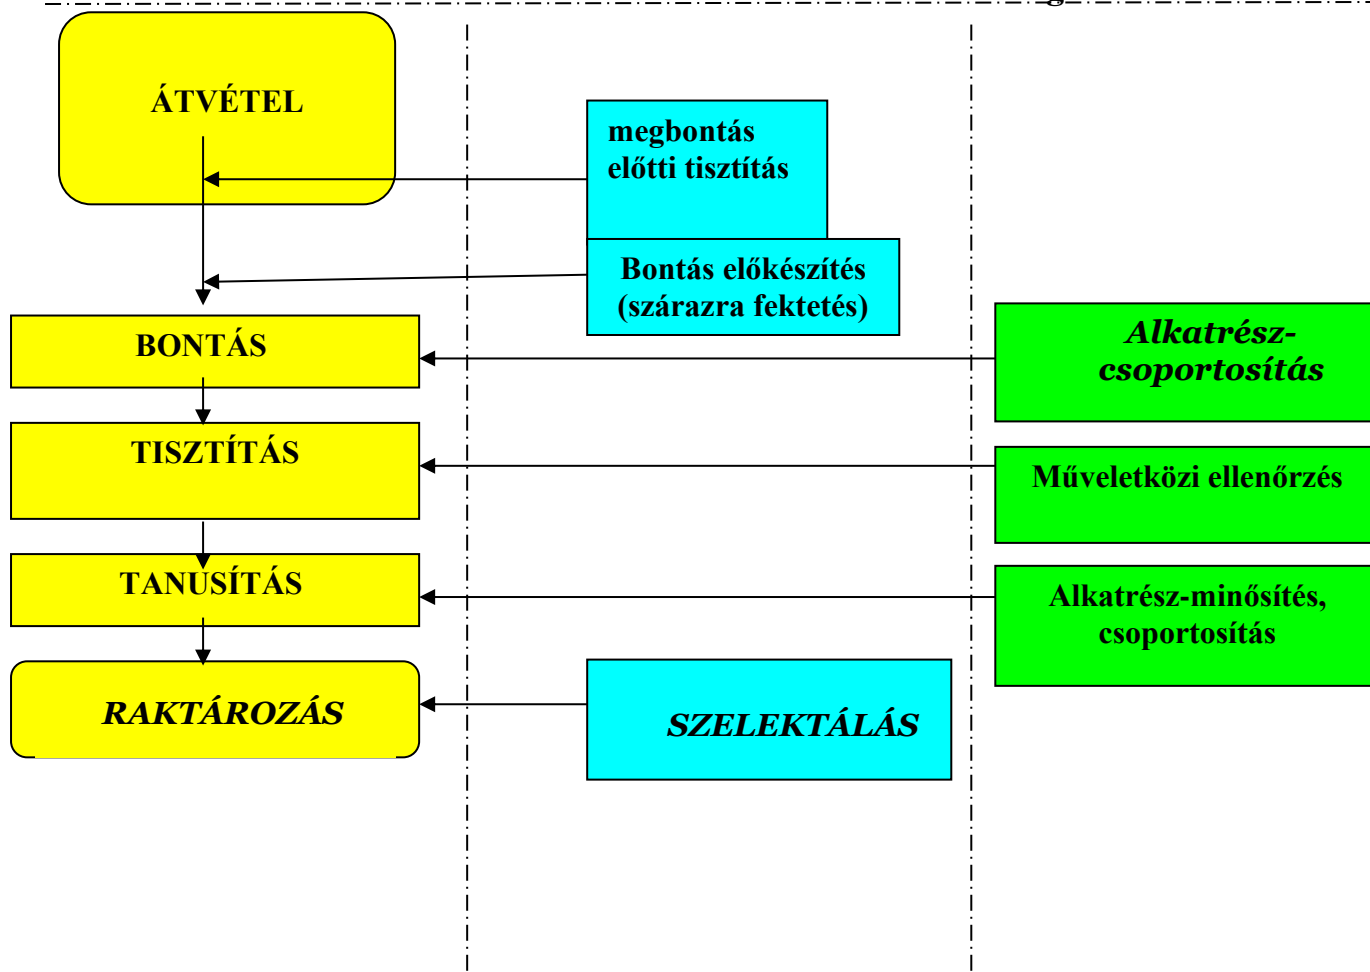 ÁTVÉTEL
megbontás
előtti tisztítás
Bontás előkészítés
(szárazra fektetés)
BONTÁS
Alkatrész-
csoportosítás
TISZTÍTÁS
Műveletközi ellenőrzés
TANUSÍTÁS
Alkatrész-minősítés,
csoportosítás
RAKTÁROZÁS
SZELEKTÁLÁS